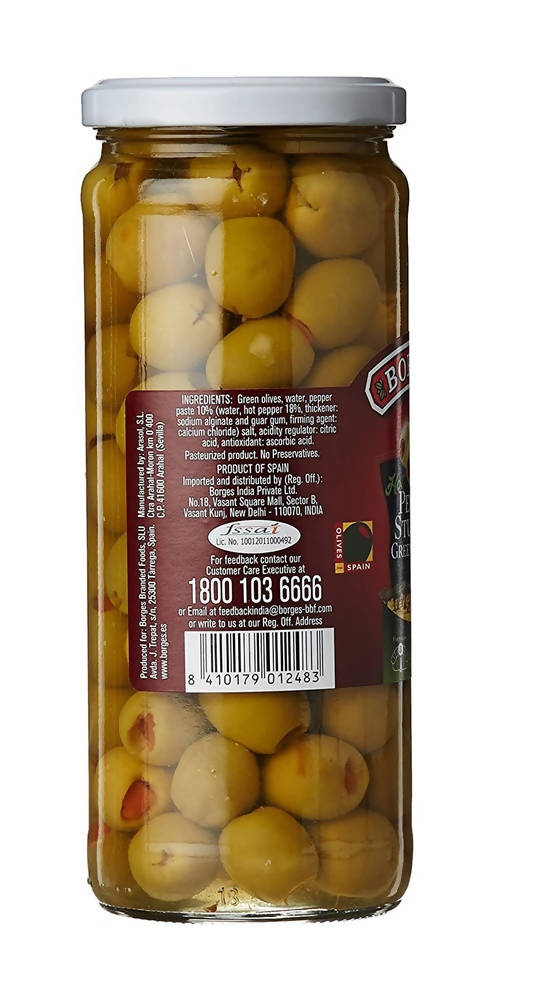 INGREDIENTS: Green olives, water, pepper
paste 10% (water, hot pepper 18%, thickener:
sodium alginate and guar gum, firming agent:
calcium chloride) salt, acidity regulator: citric
acid, antioxidant: ascorbic acid.
Pasteurized product. No Preservatives.
PRODUCT OF SPAIN
Imported and distributed by (Reg. Off.):
Borges India Private Ltd.
No.18, Vasant Square Mall, Sector B,
Vasant Kunj, New Delhi - 110070, INDIA
fssai
Lic. No. 10012011000492
For feedback contact our
Customer Care Executive at
1800 103 6666
or Email at feedbackindia@borges-bbf.com
or write to us at our Reg. Off. Address
8 410179 012483
Produced for: Borges Branded Foods, SLU
Avda. J. Trepat, s/n, 25300 Tàrrega, Spain.
www.borges.es
Manufactured by: Arasol, S.L.
Ctra Arahal-Moron km 0'400
C.P. 41600 Arahal (Sevilla)
OLIVES
SPAIN
BO
PE
STU
GREE
13